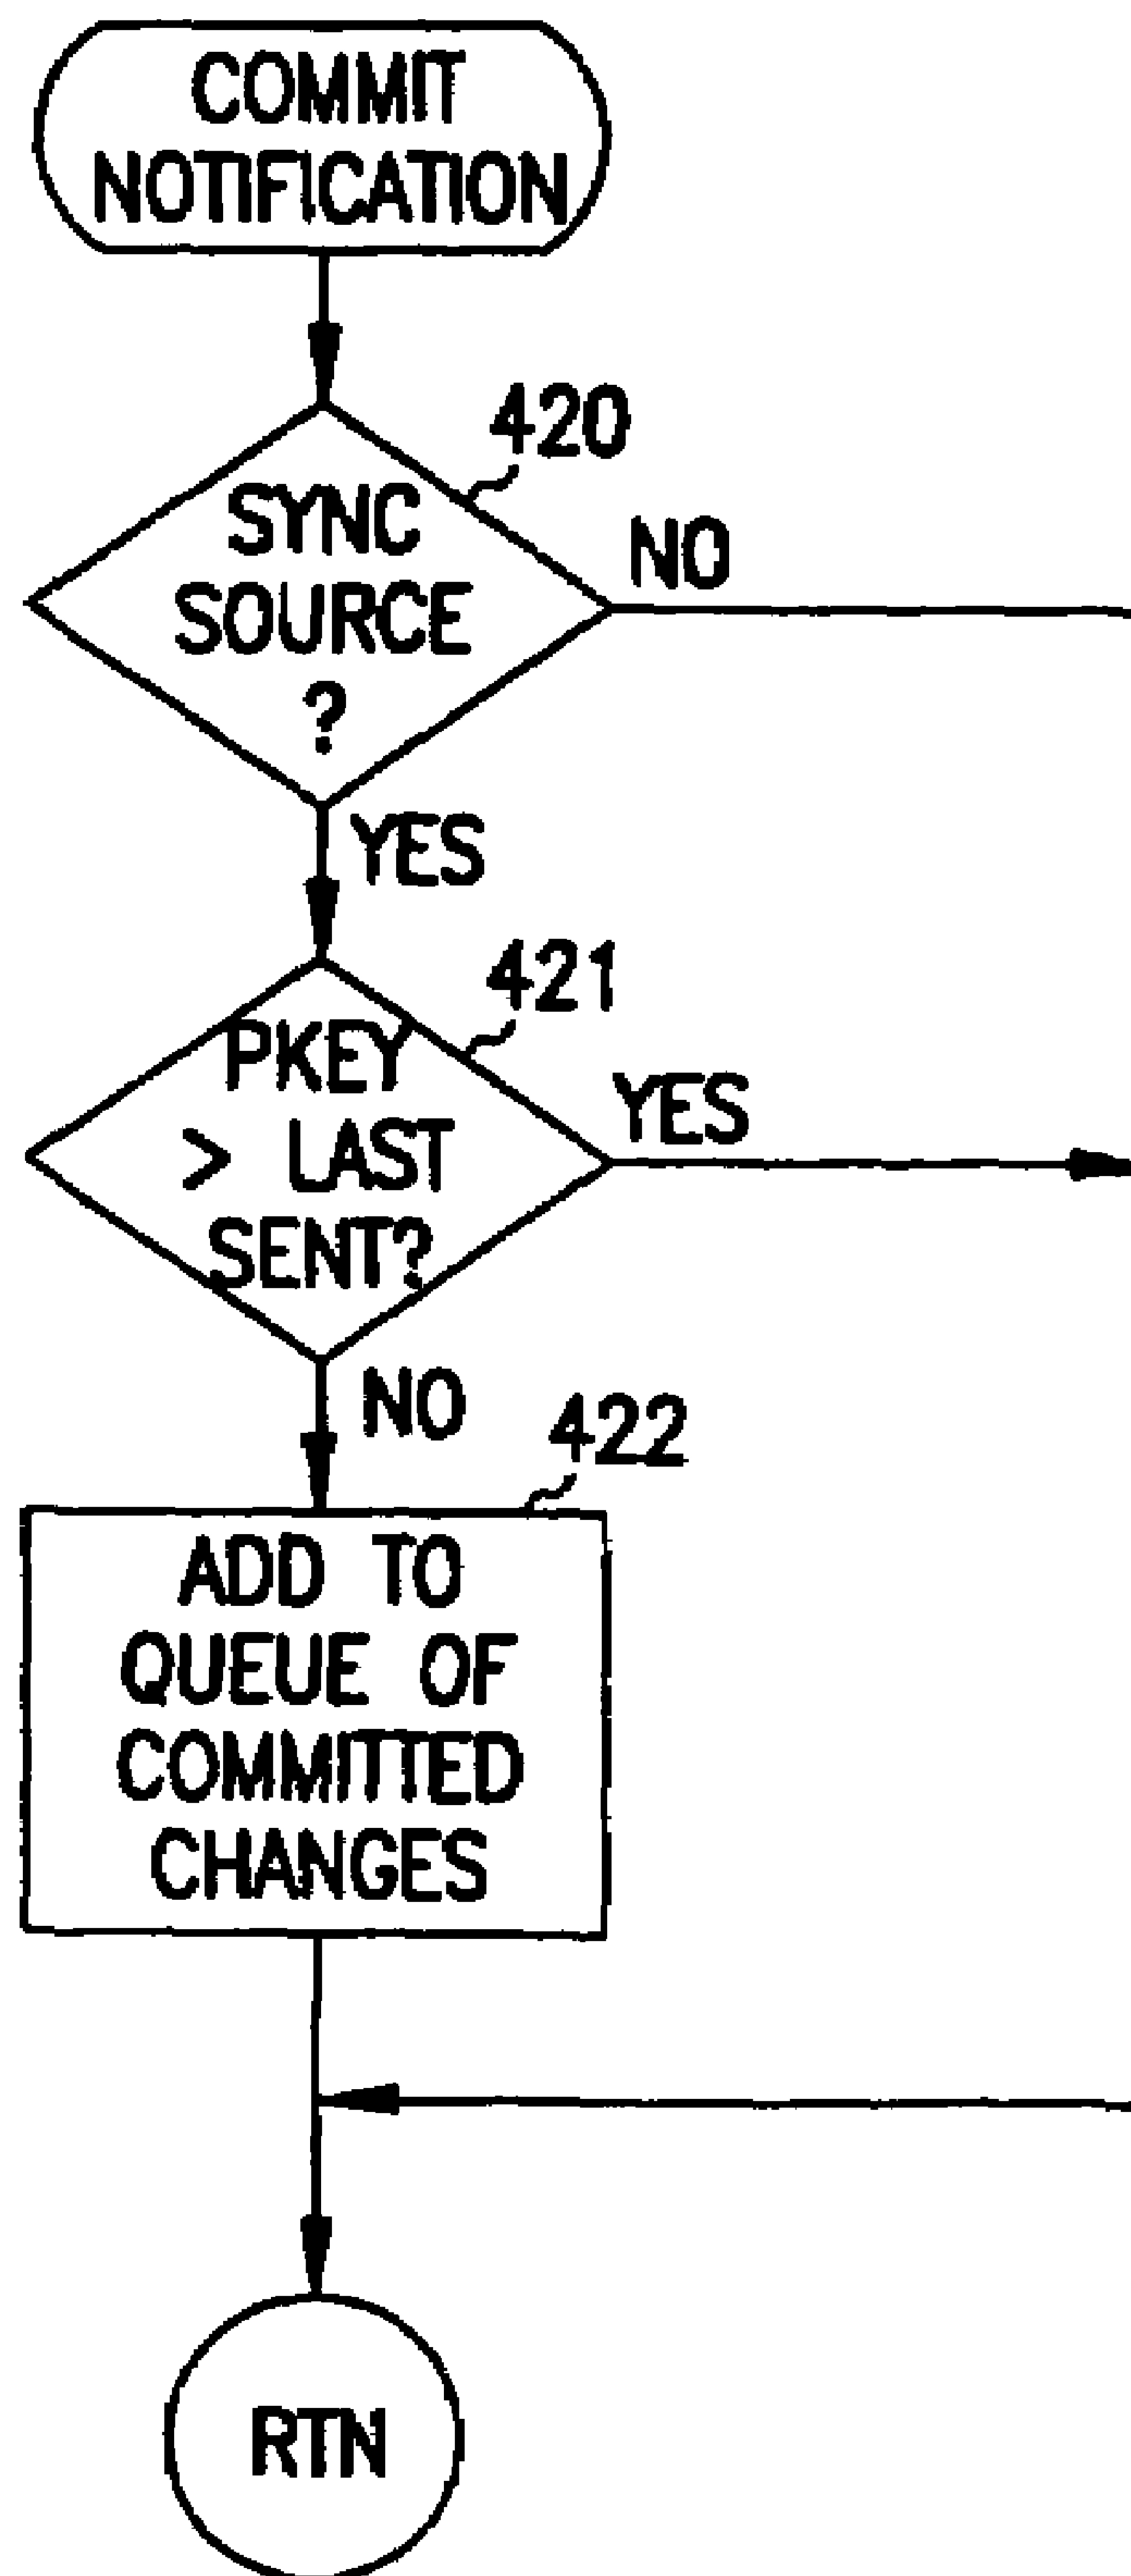 COMMIT
NOTIFICATION
420
SYNC
SOURCE
?
NO
YES
421
PKEY
> LAST
SENT?
YES
NO
422
ADD TO
QUEUE OF
COMMITTED
CHANGES
RTN